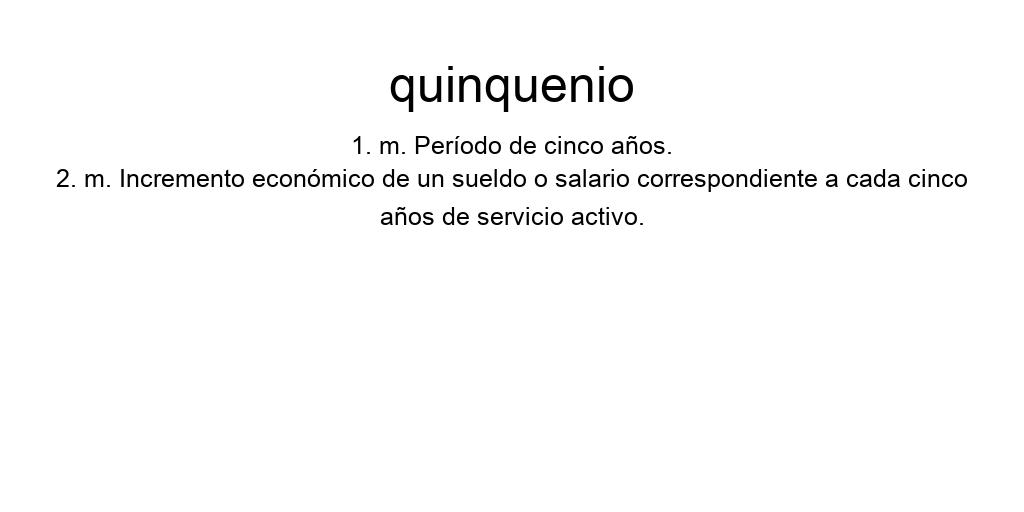 quinquenio
1. m. Período de cinco años.
2. m. Incremento económico de un sueldo o salario correspondiente a cada cinco
años de servicio activo.